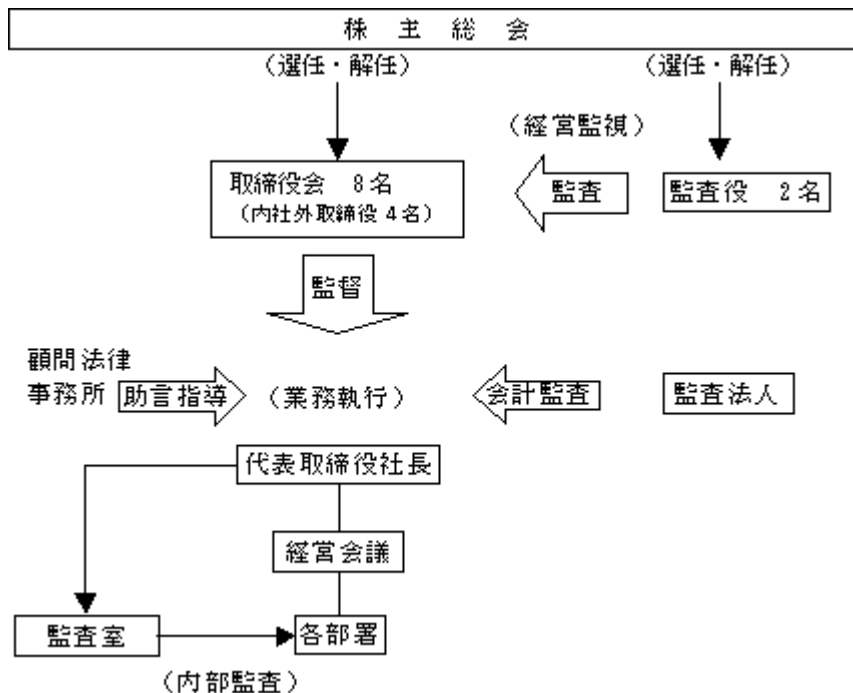 株主総会
(選任・解任)
(選任・解任)
(経営監視)
取締役会 8名
(内社外取締役4名)
監査
監査役 2名
監督
顧問法律
事務所
助言指導
(業務執行)
会計監査
監査法人
代表取締役社長
経営会議
監査室
各部署
(内部監査)